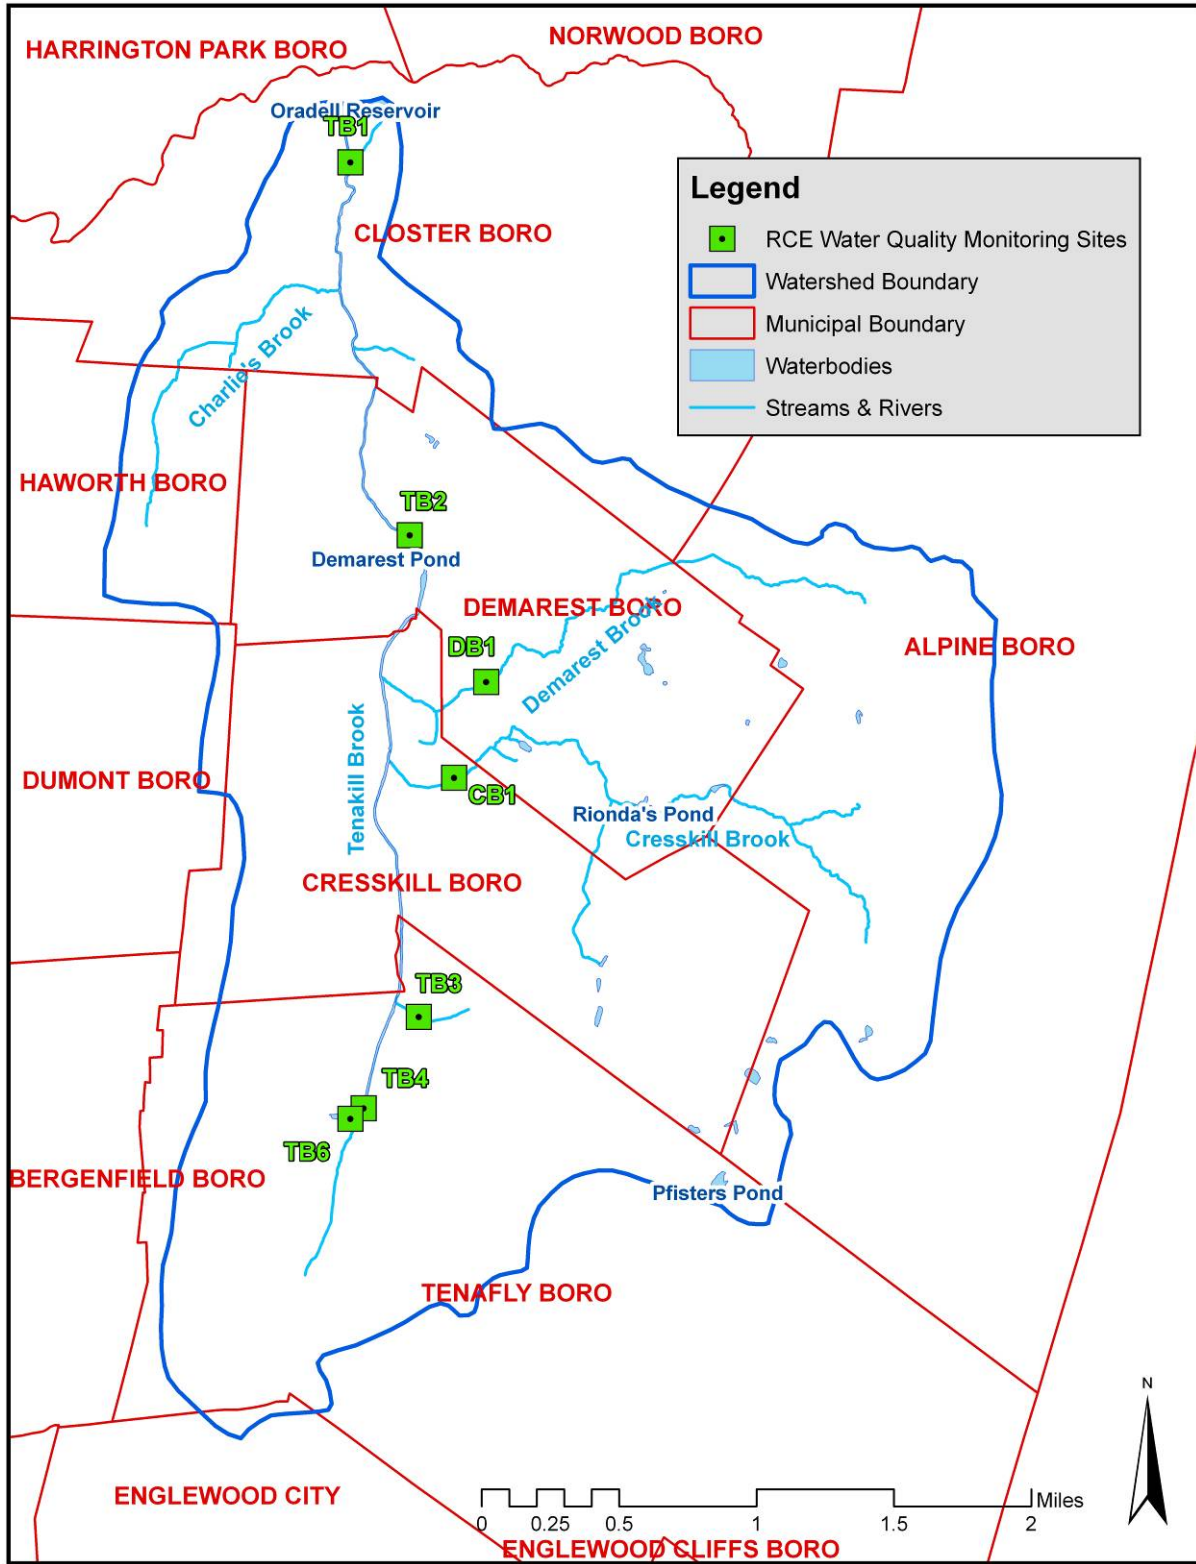 NORWOOD BORO
HARRINGTON PARK BORO
Oradell Reservoir
TB1
CLOSTER BORO
Legend
RCE Water Quality Monitoring Sites
Watershed Boundary
Municipal Boundary
Waterbodies
Streams & Rivers
Charlie's Brook
HAWORTH BORO
TB2
Demarest Pond
DEMAREST BORO
DB1
Demarest Brook
ALPINE BORO
Tenakill Brook
DUMONT BORO
CB1
Rionda's Pond
Cresskill Brook
CRESSKILL BORO
TB3
TB4
TB6
BERGENFIELD BORO
Pfisters Pond
TENAFLY BORO
N
ENGLEWOOD CITY
Miles
0 0.25 0.5 1 1.5 2
ENGLEWOOD CLIFFS BORO